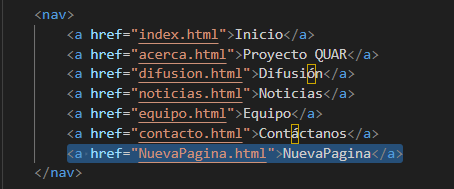 <nav>
<a href="index.html">Inicio</a>
<a href="acerca.html">Proyecto QUAR</a>
<a href="difusion.html">Difusión</a>
<a href="noticias.html">Noticias</a>
<a href="equipo.html">Equipo</a>
<a href="contacto.html">Contáctanos</a>
<a href="NuevaPagina.html">NuevaPagina</a>
</nav>